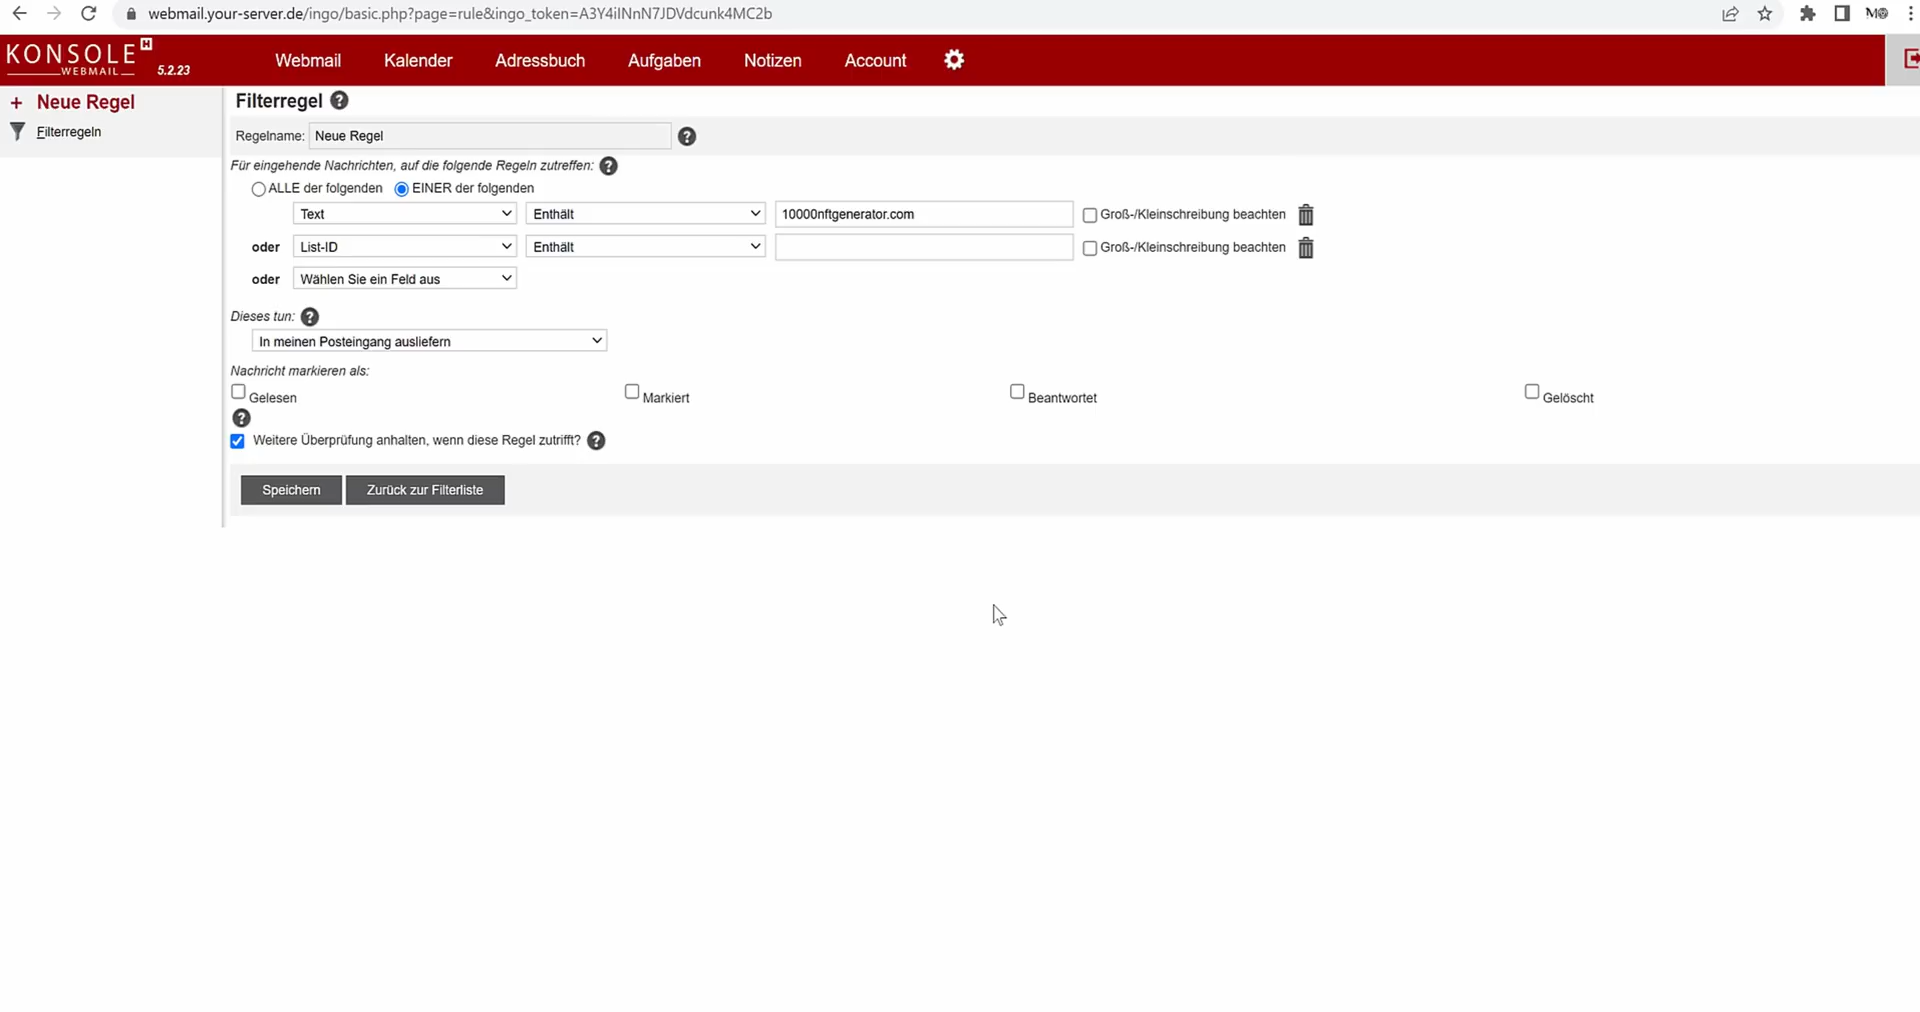 webmail.your-server.de/ingo/basic.php?page=rule&ingo_token=A3Y4iINnN7JDVdcunk4MC2b
KONSOLE H
WEBMAIL 5.2.23
Webmail Kalender Adressbuch Aufgaben Notizen Account
+ Neue Regel
Filterregeln
Filterregel ?
Regelname: Neue Regel ?
Für eingehende Nachrichten, auf die folgende Regeln zutreffen: ?
ALLE der folgenden EINER der folgenden
Text Enthält 10000nftgenerator.com Groß-/Kleinschreibung beachten
oder List-ID Enthält Groß-/Kleinschreibung beachten
oder Wählen Sie ein Feld aus
Dieses tun: ?
In meinen Posteingang ausliefern
Nachricht markieren als:
Gelesen Markiert Beantwortet Gelöscht
?
Weitere Überprüfung anhalten, wenn diese Regel zutrifft? ?
Speichern Zurück zur Filterliste